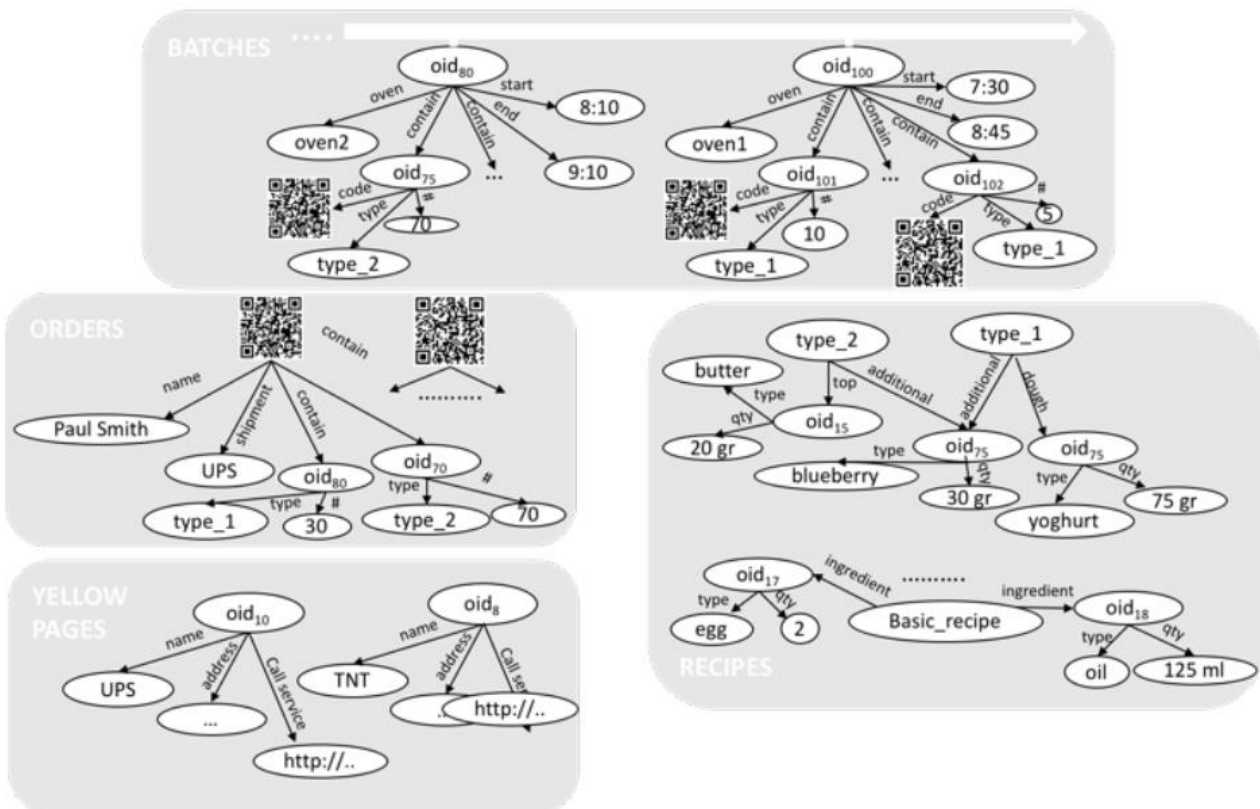 BATCHES ....
oid80
oven
contain
contain
end
start
8:10
oven2
oid75
...
9:10
code
type
#
70
type_2
oid100
start
7:30
oven
contain
contain
contain
end
8:45
oven1
oid101
...
oid102
code
type
#
10
type_1
code
type
#
5
type_1
ORDERS
contain
name
shipment
contain
..........
Paul Smith
UPS
oid80
oid70
type
#
type
#
type_1
30
type_2
70
type_2
type_1
butter
top
additional
additional
dough
type
qty
oid15
20 gr
oid75
oid75
type
qty
type
qty
blueberry
30 gr
yoghurt
75 gr
oid17
ingredient
..........
ingredient
oid18
type
qty
Basic_recipe
type
qty
egg
2
oil
125 ml
RECIPES
YELLOW
PAGES
oid10
name
address
Call service
UPS
...
http://..
oid8
name
address
Call se
TNT
..
http://..